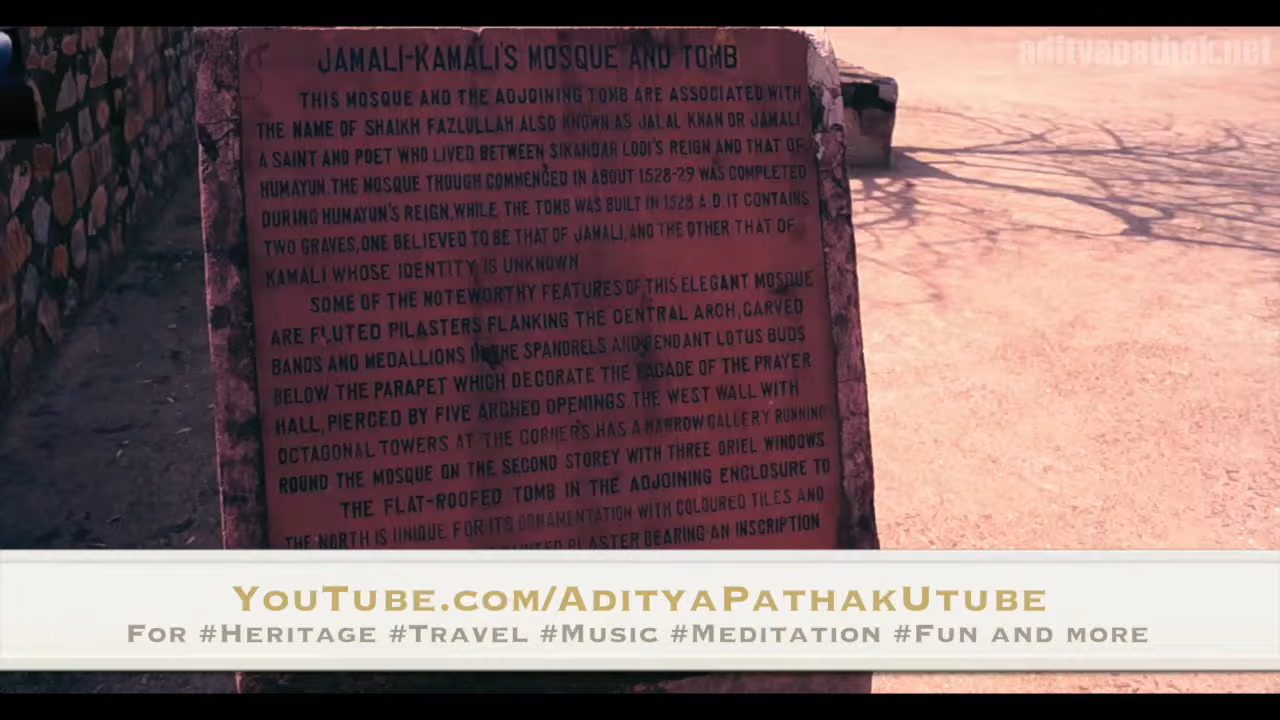 adityapathak.net
JAMALI-KAMALI'S MOSQUE AND TOMB
THIS MOSQUE AND THE ADJOINING TOMB ARE ASSOCIATED WITH
THE NAME OF SHAIKH FAZLULLAH ALSO KNOWN AS JALAL KHAN OR JAMALI,
A SAINT AND POET WHO LIVED BETWEEN SIKANDAR LODI'S REIGN AND THAT OF
HUMAYUN. THE MOSQUE THOUGH COMMENCED IN ABOUT 1528-29 WAS COMPLETED
DURING HUMAYUN'S REIGN, WHILE THE TOMB WAS BUILT IN 1528 A.D. IT CONTAINS
TWO GRAVES, ONE BELIEVED TO BE THAT OF JAMALI, AND THE OTHER THAT OF
KAMALI WHOSE IDENTITY IS UNKNOWN
SOME OF THE NOTEWORTHY FEATURES OF THIS ELEGANT MOSQUE
ARE FLUTED PILASTERS FLANKING THE CENTRAL ARCH, CARVED
BANDS AND MEDALLIONS IN THE SPANDRELS AND PENDANT LOTUS BUDS
BELOW THE PARAPET WHICH DECORATE THE FACADE OF THE PRAYER
HALL, PIERCED BY FIVE ARCHED OPENINGS. THE WEST WALL WITH
OCTAGONAL TOWERS AT THE CORNERS HAS A NARROW GALLERY RUNNING
ROUND THE MOSQUE ON THE SECOND STOREY WITH THREE ORIEL WINDOWS.
THE FLAT-ROOFED TOMB IN THE ADJOINING ENCLOSURE TO
THE NORTH IS UNIQUE FOR ITS ORNAMENTATION WITH COLOURED TILES AND
PLASTER BEARING AN INSCRIPTION
YOUTUBE.COM/ADITYAPATHAKUTUBE
FOR #HERITAGE #TRAVEL #MUSIC #MEDITATION #FUN AND MORE